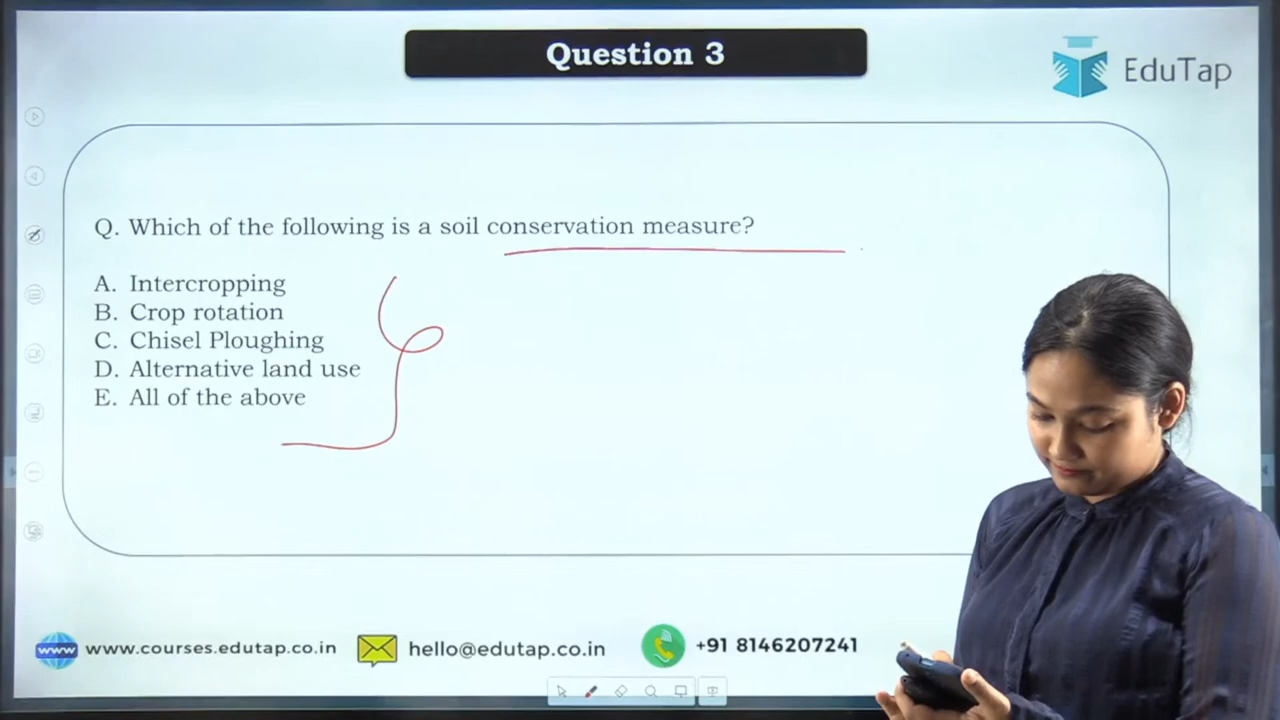 Question 3
EduTap
Q. Which of the following is a soil conservation measure?
A. Intercropping
B. Crop rotation
C. Chisel Ploughing
D. Alternative land use
E. All of the above
www www.courses.edutap.co.in
hello@edutap.co.in
+91 8146207241